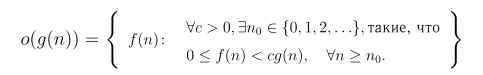 ∀c > 0, ∃n₀ ∈ {0, 1, 2, …}, такие, что
o(g(n)) = { f(n): }
0 ≤ f(n) < cg(n), ∀n ≥ n₀.